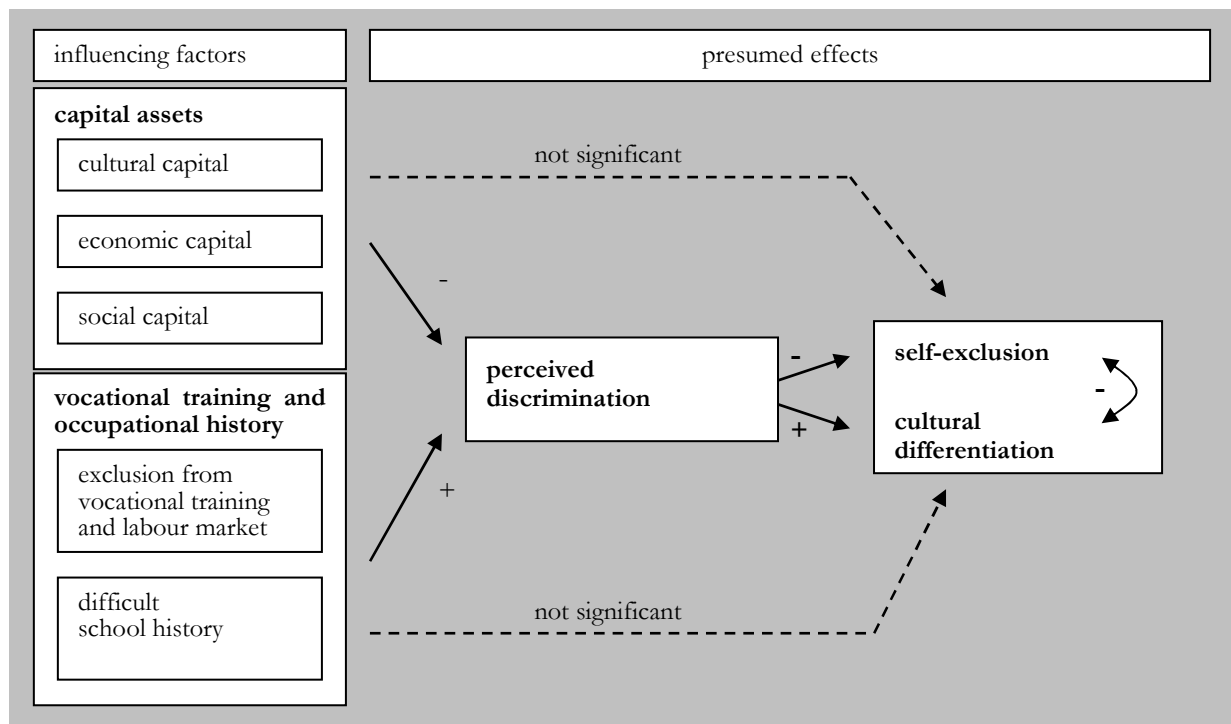 influencing factors
presumed effects
capital assets
cultural capital
economic capital
social capital
vocational training and
occupational history
exclusion from
vocational training
and labour market
difficult
school history
not significant
-
+
perceived
discrimination
-
+
self-exclusion
-
cultural
differentiation
not significant